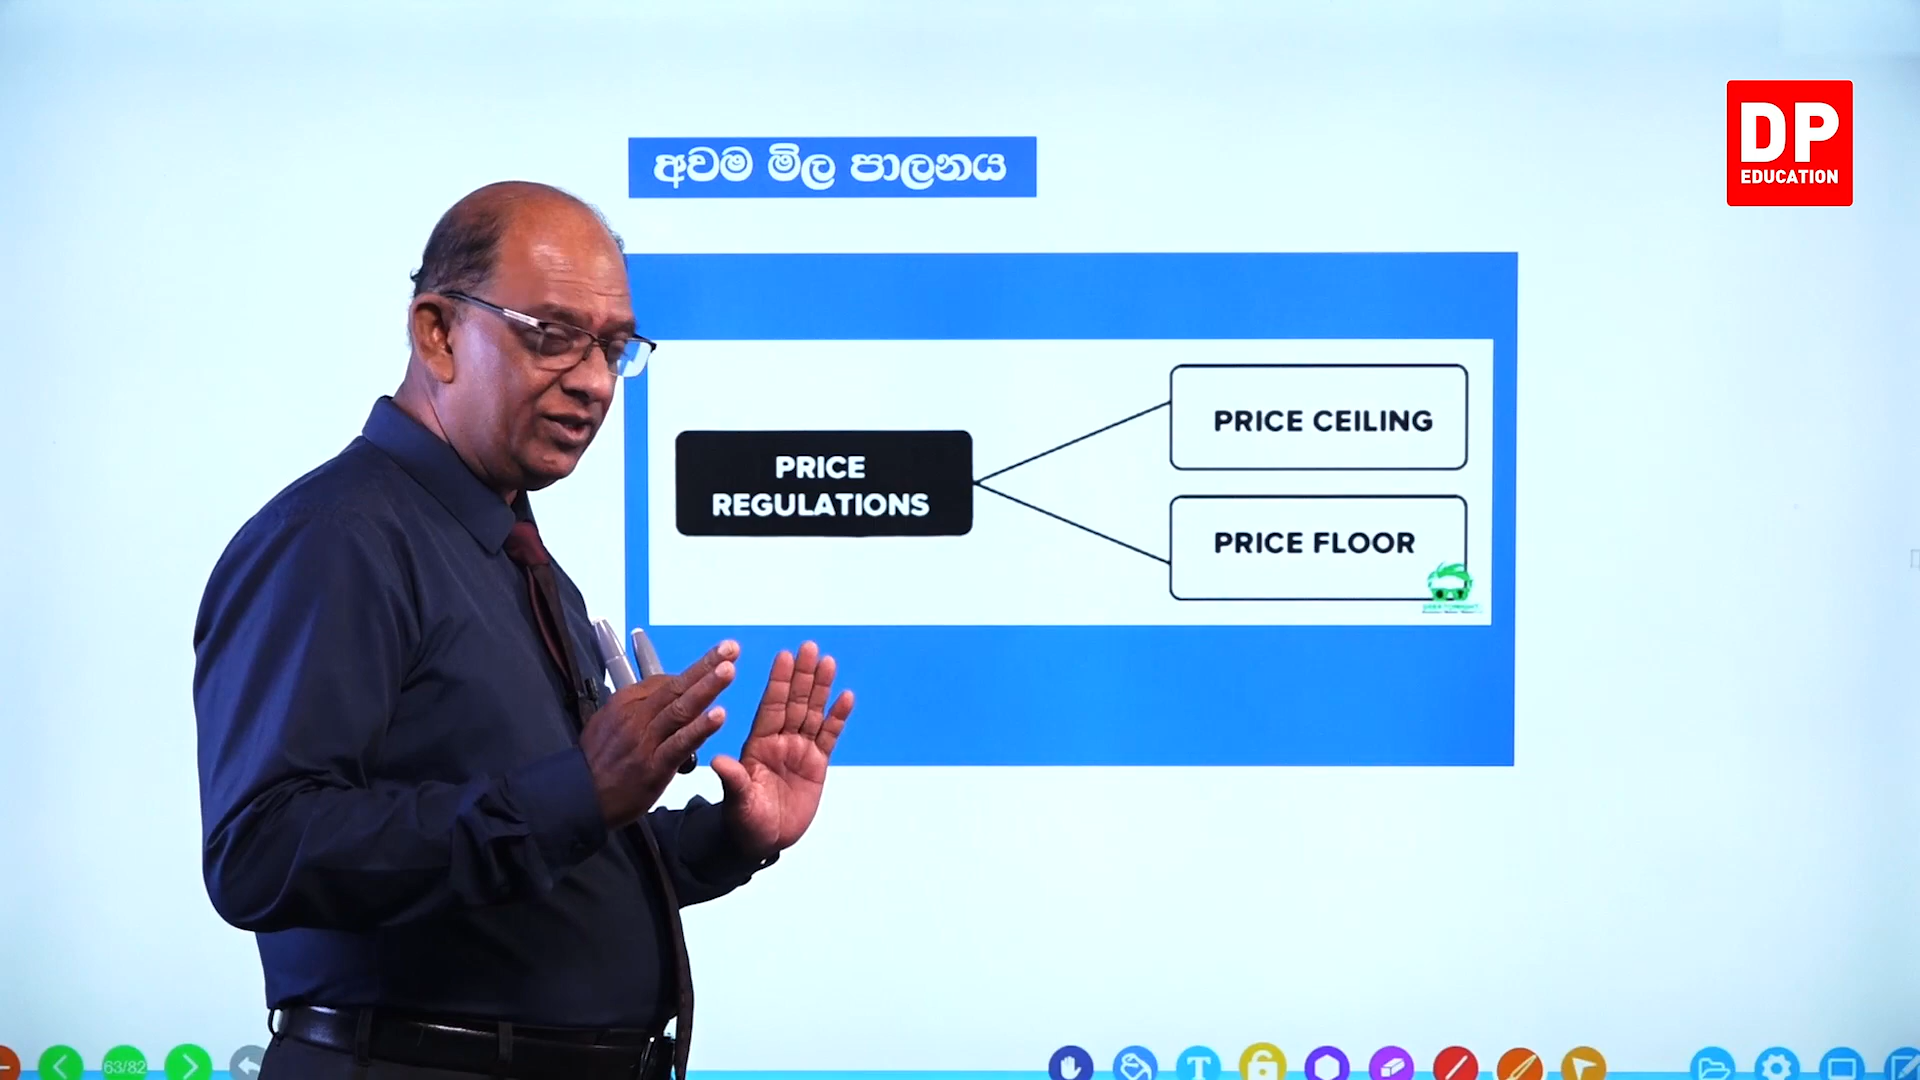 DP
EDUCATION
අවම මිල පාලනය
PRICE
REGULATIONS
PRICE CEILING
PRICE FLOOR
63/82
T